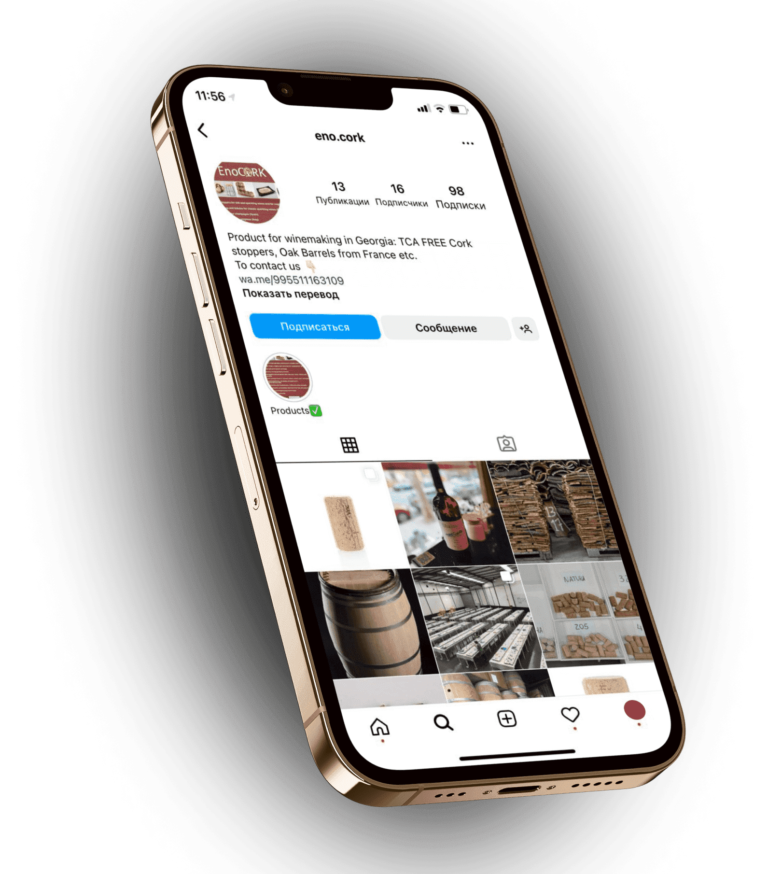 11:56
eno.cork
EnoCORK
13
16
98
Публикации
Подписчики
Подписки
Product for winemaking in Georgia: TCA FREE Cork
stoppers, Oak Barrels from France etc.
To contact us 👇🏻
wa.me/995511163109
Показать перевод
Подписаться
Сообщение
Products✅